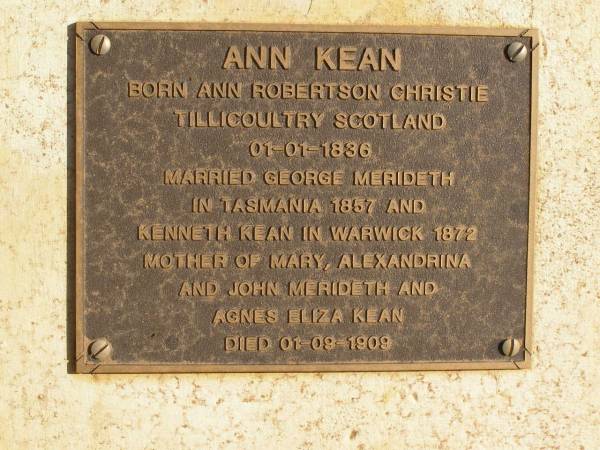 ANN KEAN
BORN ANN ROBERTSON CHRISTIE
TILLICOULTRY SCOTLAND
01-01-1836
MARRIED GEORGE MERIDETH
IN TASMANIA 1857 AND
KENNETH KEAN IN WARWICK 1872
MOTHER OF MARY, ALEXANDRINA
AND JOHN MERIDETH AND
AGNES ELIZA KEAN
DIED 01-09-1909